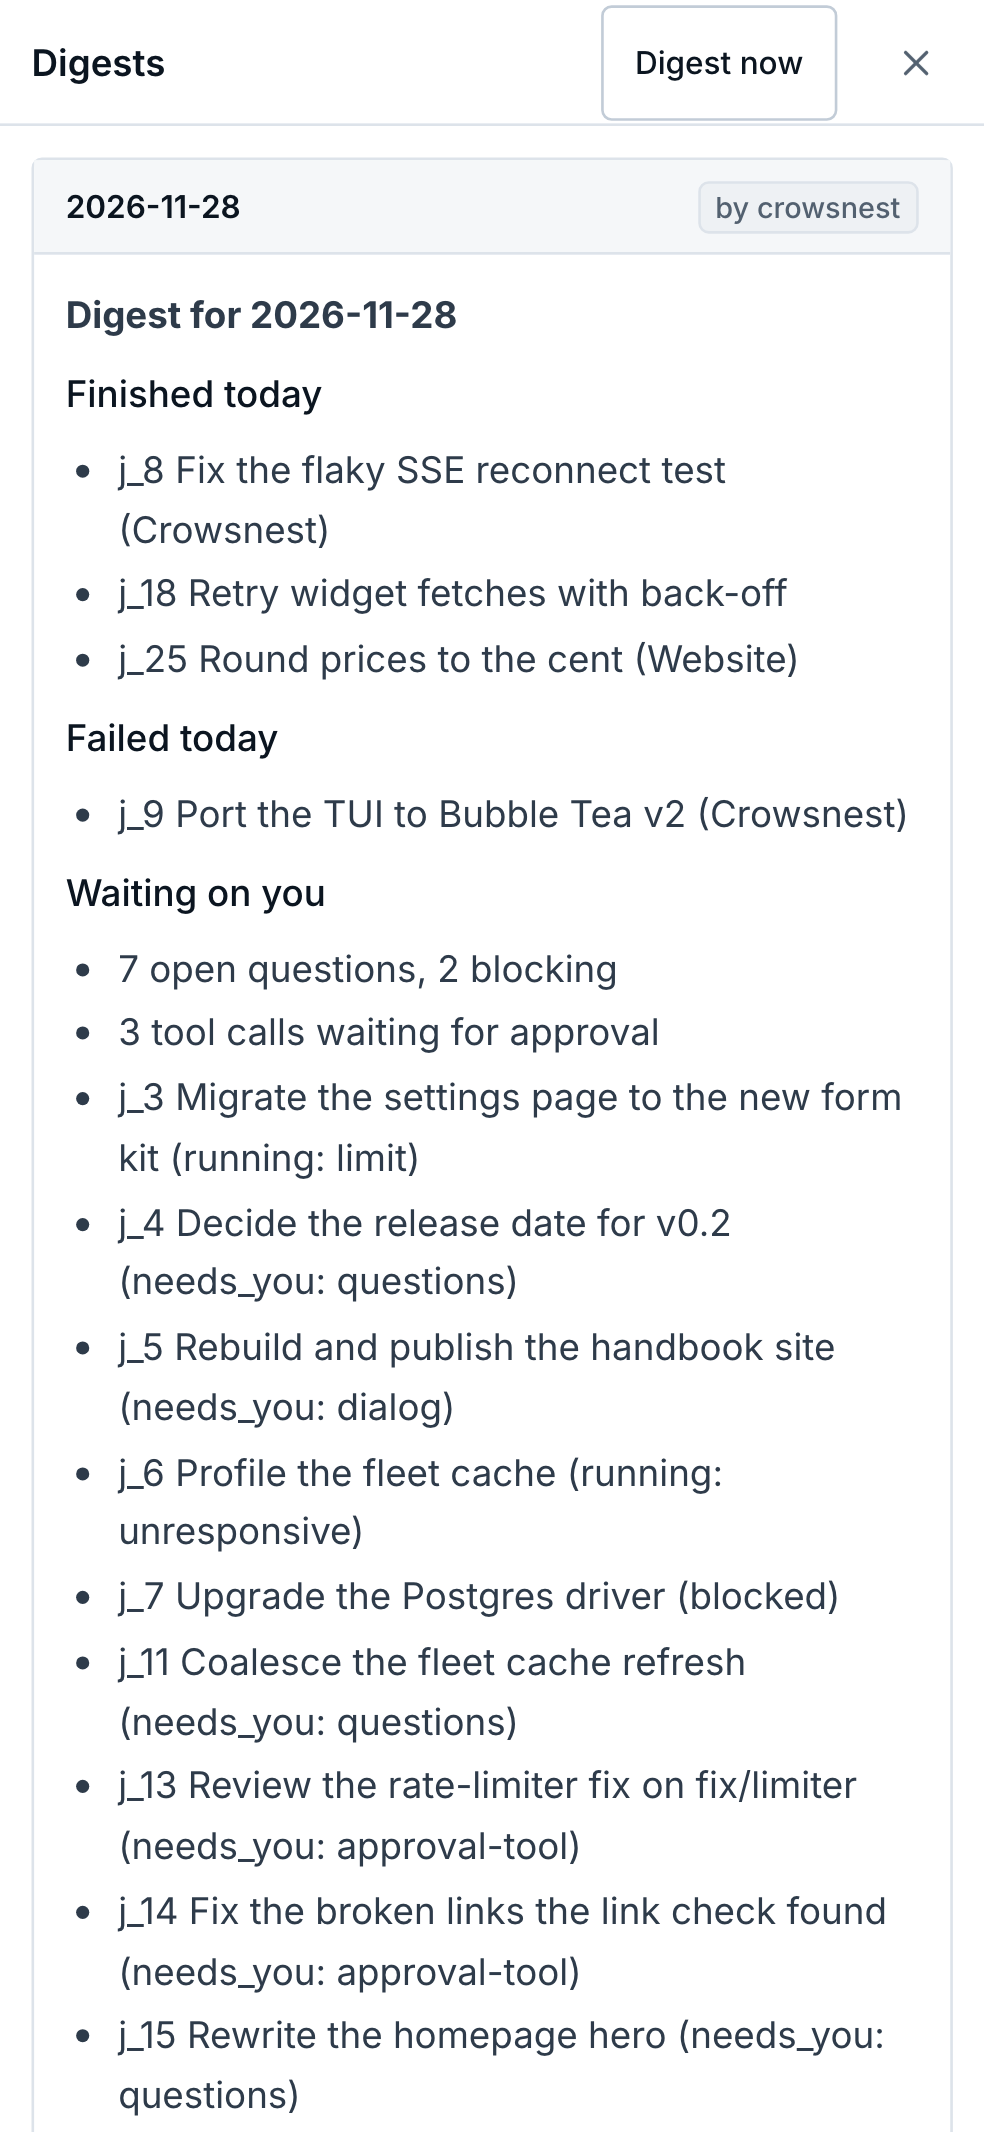 Digests
Digest now
2026-11-28
by crowsnest
Digest for 2026-11-28
Finished today
j_8 Fix the flaky SSE reconnect test
(Crowsnest)
j_18 Retry widget fetches with back-off
j_25 Round prices to the cent (Website)
Failed today
j_9 Port the TUI to Bubble Tea v2 (Crowsnest)
Waiting on you
7 open questions, 2 blocking
3 tool calls waiting for approval
j_3 Migrate the settings page to the new form
kit (running: limit)
j_4 Decide the release date for v0.2
(needs_you: questions)
j_5 Rebuild and publish the handbook site
(needs_you: dialog)
j_6 Profile the fleet cache (running:
unresponsive)
j_7 Upgrade the Postgres driver (blocked)
j_11 Coalesce the fleet cache refresh
(needs_you: questions)
j_13 Review the rate-limiter fix on fix/limiter
(needs_you: approval-tool)
j_14 Fix the broken links the link check found
(needs_you: approval-tool)
j_15 Rewrite the homepage hero (needs_you:
questions)